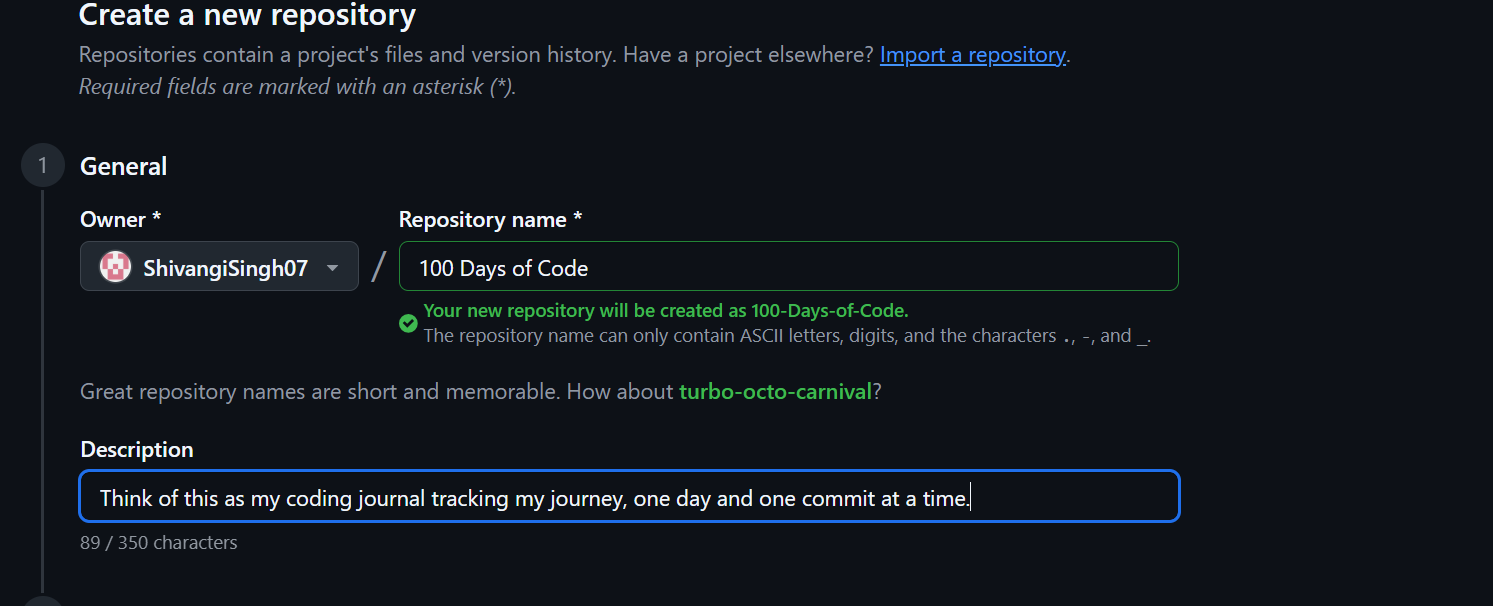 Create a new repository
Repositories contain a project's files and version history. Have a project elsewhere? Import a repository.
Required fields are marked with an asterisk (*).
1
General
Owner *
Repository name *
ShivangiSingh07
/
100 Days of Code
Your new repository will be created as 100-Days-of-Code.
The repository name can only contain ASCII letters, digits, and the characters ., -, and _.
Great repository names are short and memorable. How about turbo-octo-carnival?
Description
Think of this as my coding journal tracking my journey, one day and one commit at a time.
89 / 350 characters